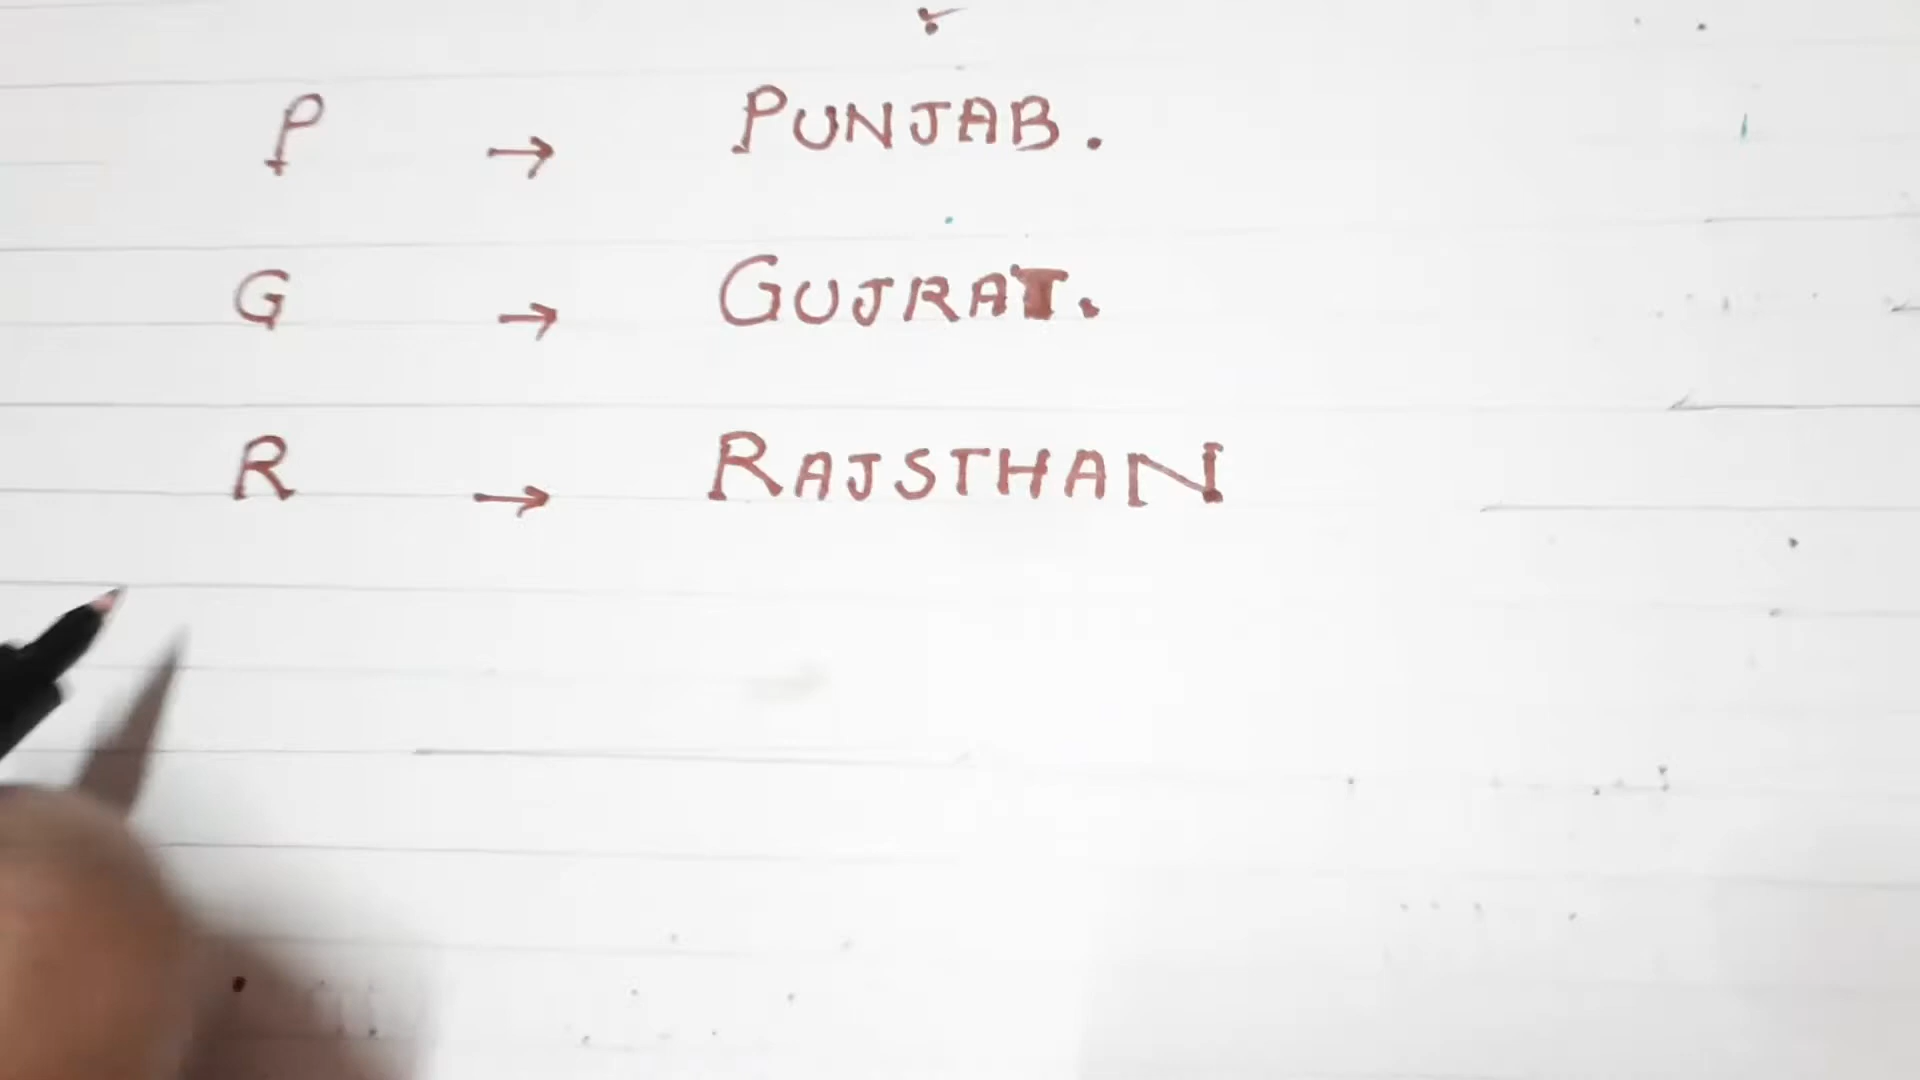 P → PUNJAB.
G → GUJRAT.
R → RAJSTHAN